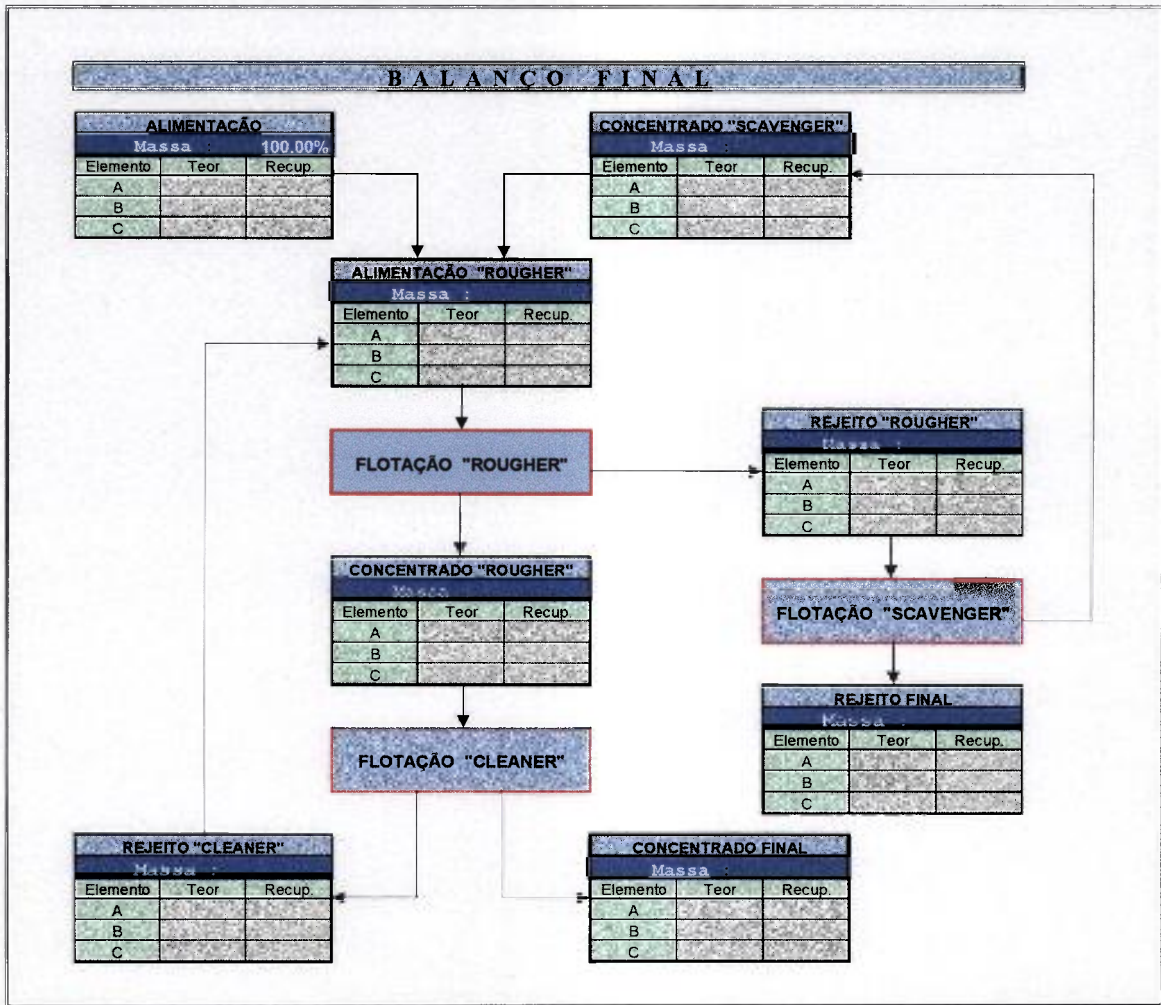 BALANÇO FINAL
ALIMENTAÇÃO
Massa : 100.00%
Elemento Teor Recup.
A
B
C
CONCENTRADO "SCAVENGER"
Massa :
Elemento Teor Recup.
A
B
C
ALIMENTAÇÃO "ROUGHER"
Massa :
Elemento Teor Recup.
A
B
C
FLOTAÇÃO "ROUGHER"
REJEITO "ROUGHER"
Massa :
Elemento Teor Recup.
A
B
C
CONCENTRADO "ROUGHER"
Massa
Elemento Teor Recup.
A
B
C
FLOTAÇÃO "SCAVENGER"
REJEITO FINAL
Massa :
Elemento Teor Recup.
A
B
C
FLOTAÇÃO "CLEANER"
REJEITO "CLEANER"
Massa :
Elemento Teor Recup.
A
B
C
CONCENTRADO FINAL
Massa :
Elemento Teor Recup.
A
B
C